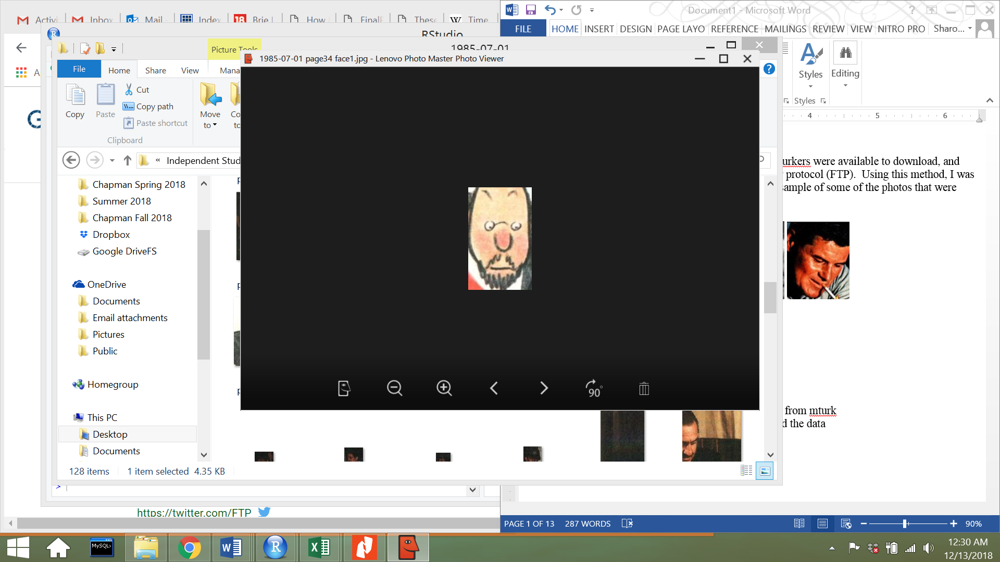 Inbox
Mail
Index
18
Brie
How
These
W
Time
RStudio
Picture Tools
1985-07-01
File
Home
Share
View
Mana
Copy
Paste
Cut
Copy path
Paste shortcut
Move
to
Co
to
Clipboard
« Independent Stud
Chapman Spring 2018
Summer 2018
Chapman Fall 2018
Dropbox
Google DriveFS
OneDrive
Documents
Email attachments
Pictures
Public
Homegroup
This PC
Desktop
Documents
128 items
1 item selected 4.35 KB
1985-07-01 page34 face1.jpg - Lenovo Photo Master Photo Viewer
90°
https://twitter.com/FTP
Document1 - Microsoft Word
FILE
HOME
INSERT
DESIGN
PAGE LAYO
REFERENCE
MAILINGS
REVIEW
VIEW
NITRO PRO
Sharo...
Styles
Editing
Styles
4 5 6
urkers were available to download, and
protocol (FTP). Using this method, I was
sample of some of the photos that were
from mturk
d the data
PAGE 1 OF 13
287 WORDS
90%
MySQL>
12:30 AM
12/13/2018